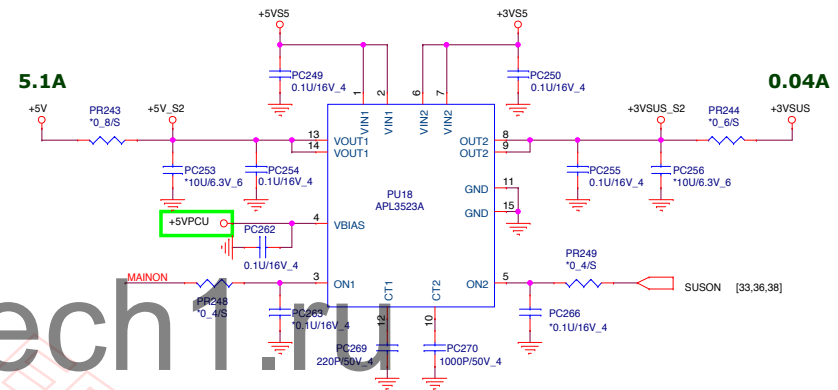 +5VS5
+3VS5
5.1A
0.04A
PC249
0.1U/16V_4
PC250
0.1U/16V_4
1
2
6
7
VIN1
VIN1
VIN2
VIN2
+5V
PR243
*0_8/S
+5V_S2
+3VSUS_S2
PR244
*0_6/S
+3VSUS
13
VOUT1
14
VOUT1
8
OUT2
9
OUT2
PC253
*10U/6.3V_6
PC254
0.1U/16V_4
PC255
0.1U/16V_4
PC256
*10U/6.3V_6
PU18
APL3523A
11
GND
15
GND
+5VPCU
4
VBIAS
PC262
0.1U/16V_4
MAINON
PR248
*0_4/S
3
ON1
5
ON2
PR249
*0_4/S
SUSON
[33,36,38]
PC263
*0.1U/16V_4
PC266
*0.1U/16V_4
CT1
CT2
12
10
PC269
220P/50V_4
PC270
1000P/50V_4
ech1.ru